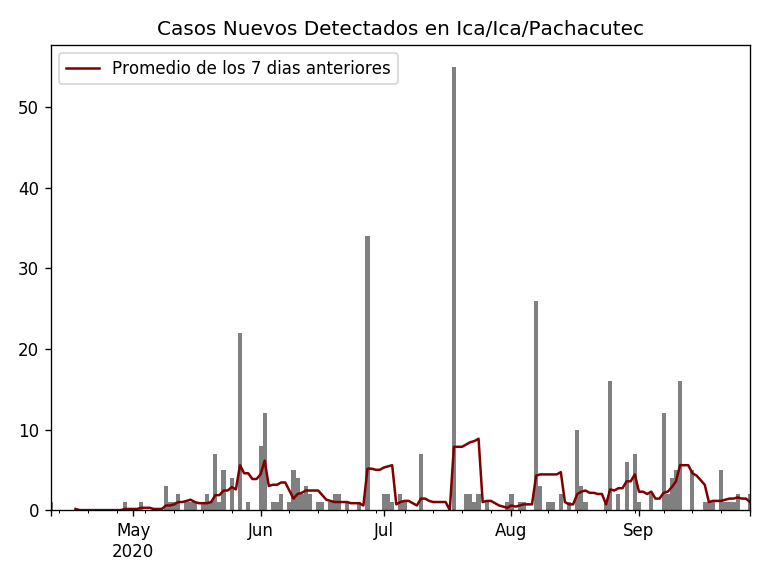 Casos Nuevos Detectados en Ica/Ica/Pachacutec
Promedio de los 7 dias anteriores
50
40
30
20
10
0
May Jun Jul Aug Sep
2020